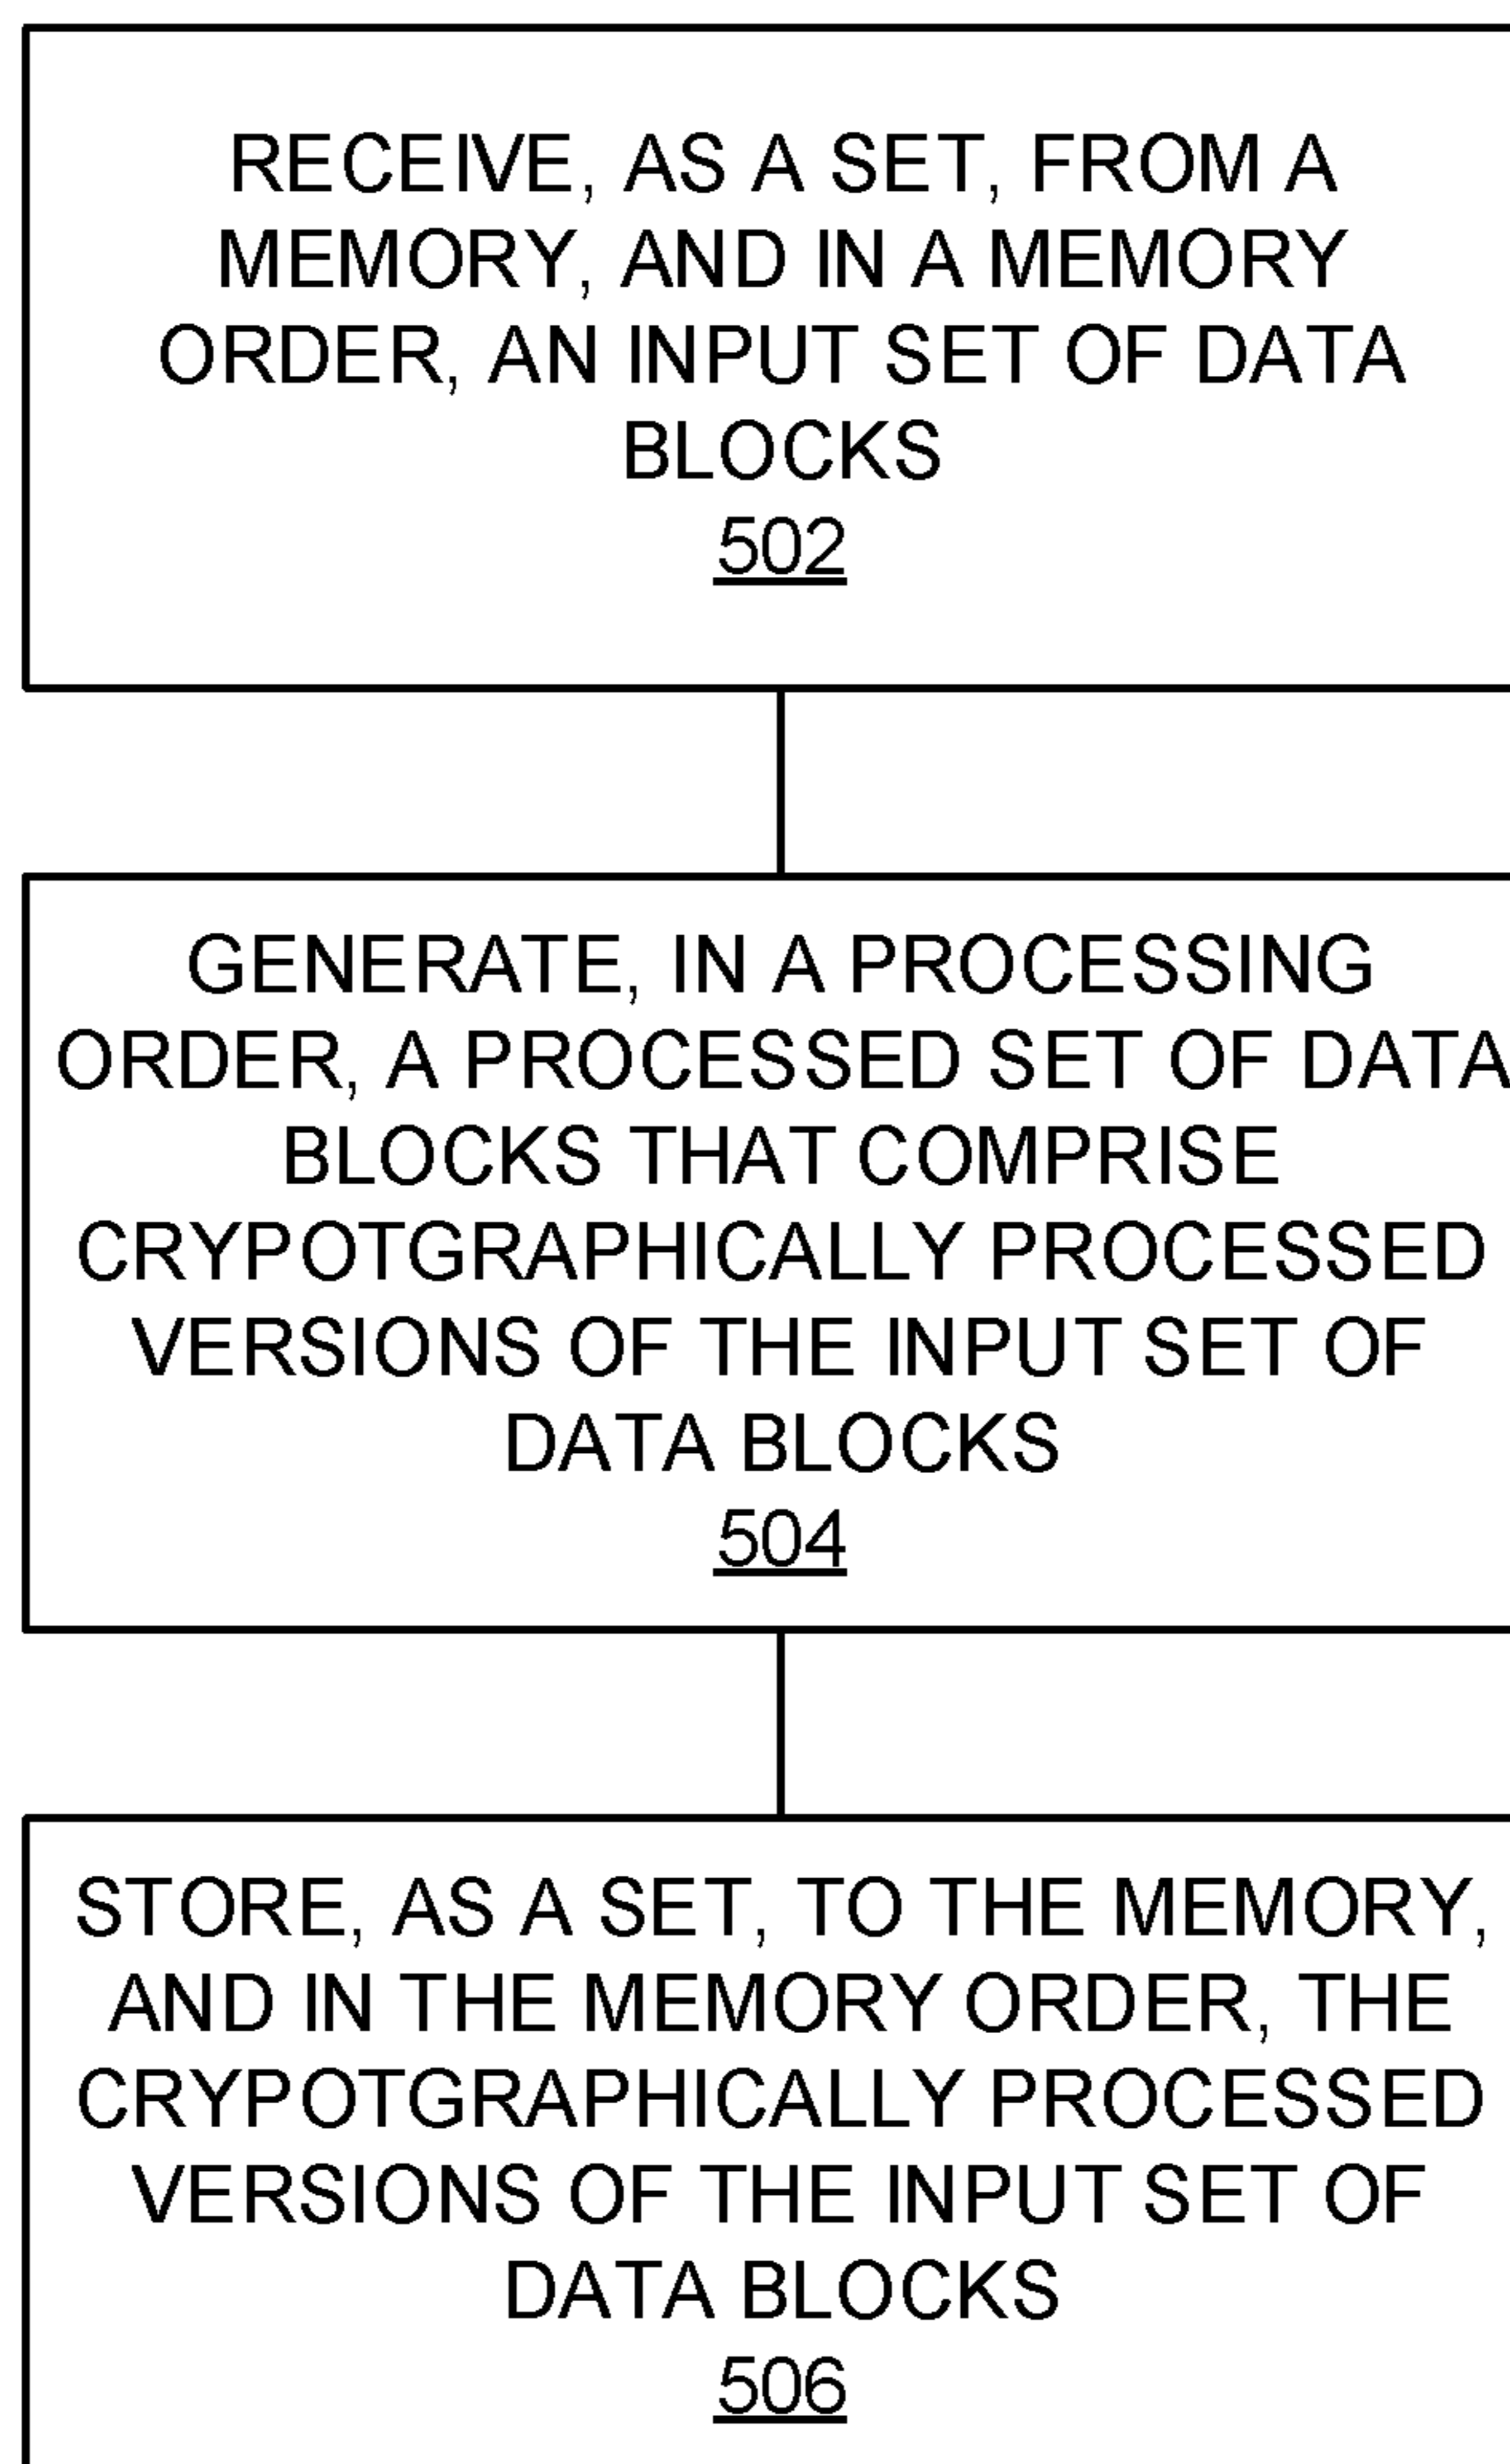 RECEIVE, AS A SET, FROM A
MEMORY, AND IN A MEMORY
ORDER, AN INPUT SET OF DATA
BLOCKS
502
GENERATE, IN A PROCESSING
ORDER, A PROCESSED SET OF DATA
BLOCKS THAT COMPRISE
CRYPOTGRAPHICALLY PROCESSED
VERSIONS OF THE INPUT SET OF
DATA BLOCKS
504
STORE, AS A SET, TO THE MEMORY,
AND IN THE MEMORY ORDER, THE
CRYPOTGRAPHICALLY PROCESSED
VERSIONS OF THE INPUT SET OF
DATA BLOCKS
506